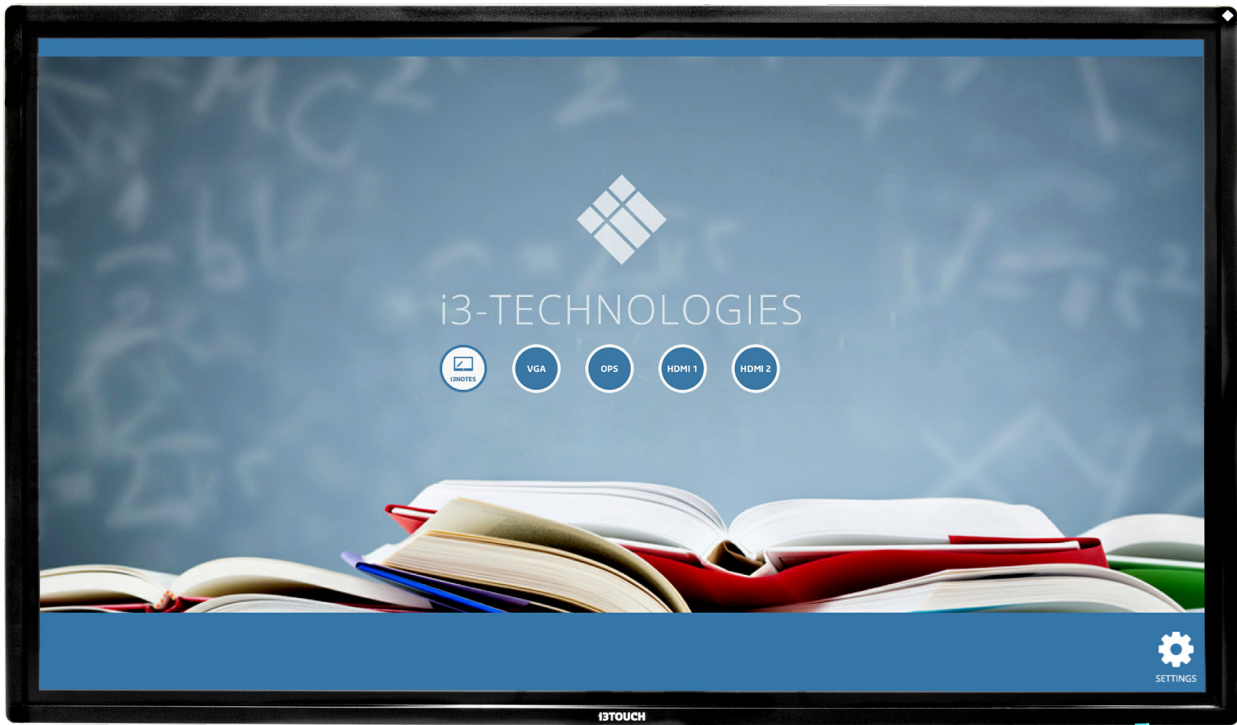 i3-TECHNOLOGIES
i3NOTES
VGA
OPS
HDMI 1
HDMI 2
SETTINGS
i3TOUCH